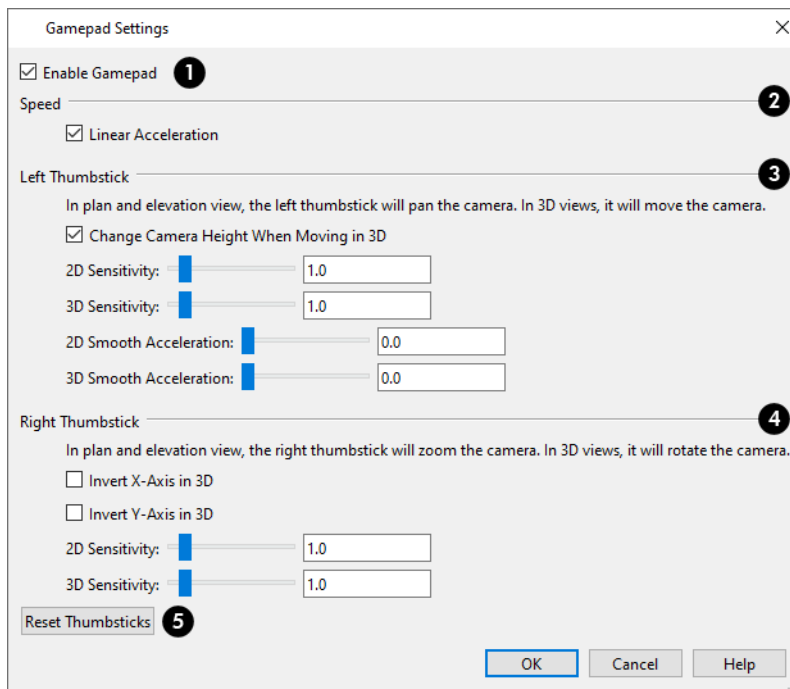 Gamepad Settings
Enable Gamepad 1
Speed 2
Linear Acceleration
Left Thumbstick 3
In plan and elevation view, the left thumbstick will pan the camera. In 3D views, it will move the camera.
Change Camera Height When Moving in 3D
2D Sensitivity: 1.0
3D Sensitivity: 1.0
2D Smooth Acceleration: 0.0
3D Smooth Acceleration: 0.0
Right Thumbstick 4
In plan and elevation view, the right thumbstick will zoom the camera. In 3D views, it will rotate the camera.
Invert X-Axis in 3D
Invert Y-Axis in 3D
2D Sensitivity: 1.0
3D Sensitivity: 1.0
Reset Thumbsticks 5
OK Cancel Help